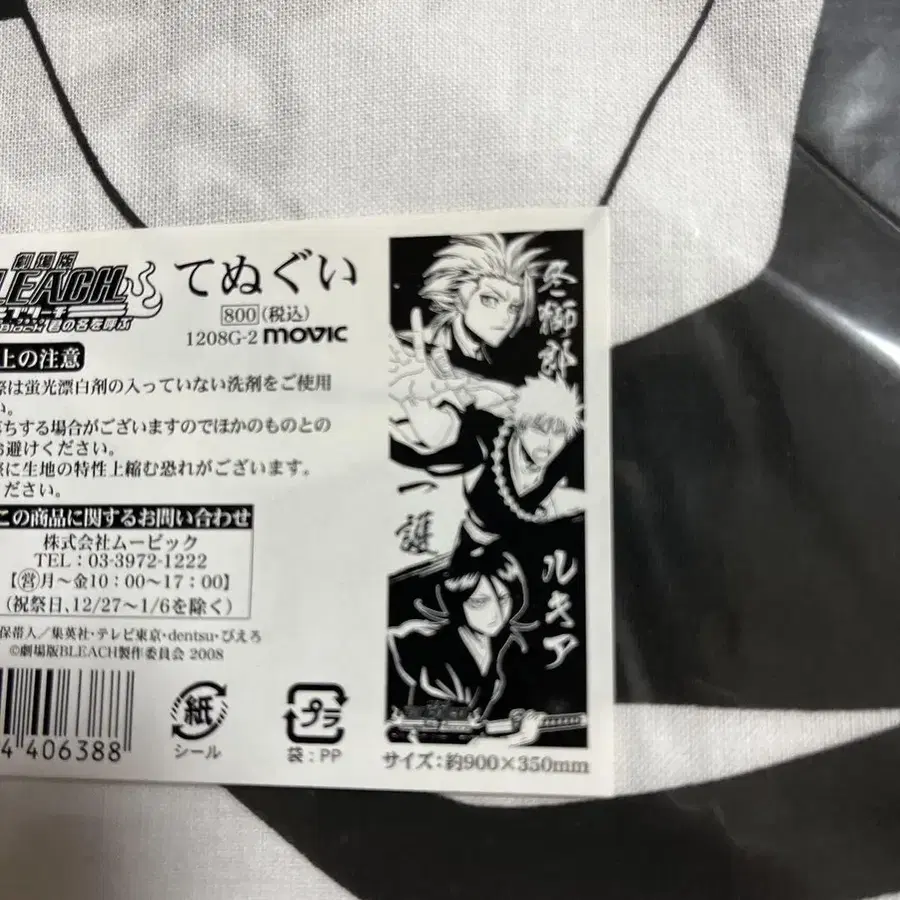 劇場版
LEACH
ブリーチ
君の名を呼ぶ
てぬぐい
800(税込)
1208G-2 movic
上の注意
際は蛍光漂白剤の入っていない洗剤をご使用
い。
落ちする場合がございますのでほかのものとの
お避けください。
際に生地の特性上縮む恐れがございます。
ください。
この商品に関するお問い合わせ
株式会社ムービック
TEL:03-3972-1222
【㊢月〜金10:00〜17:00】
(祝祭日、12/27〜1/6を除く)
保帯人/集英社・テレビ東京・dentsu・ぴえろ
©劇場版BLEACH製作委員会 2008
4 406388
紙
シール
プラ
袋:PP
冬獅郎
一護
ルキア
サイズ:約900×350mm